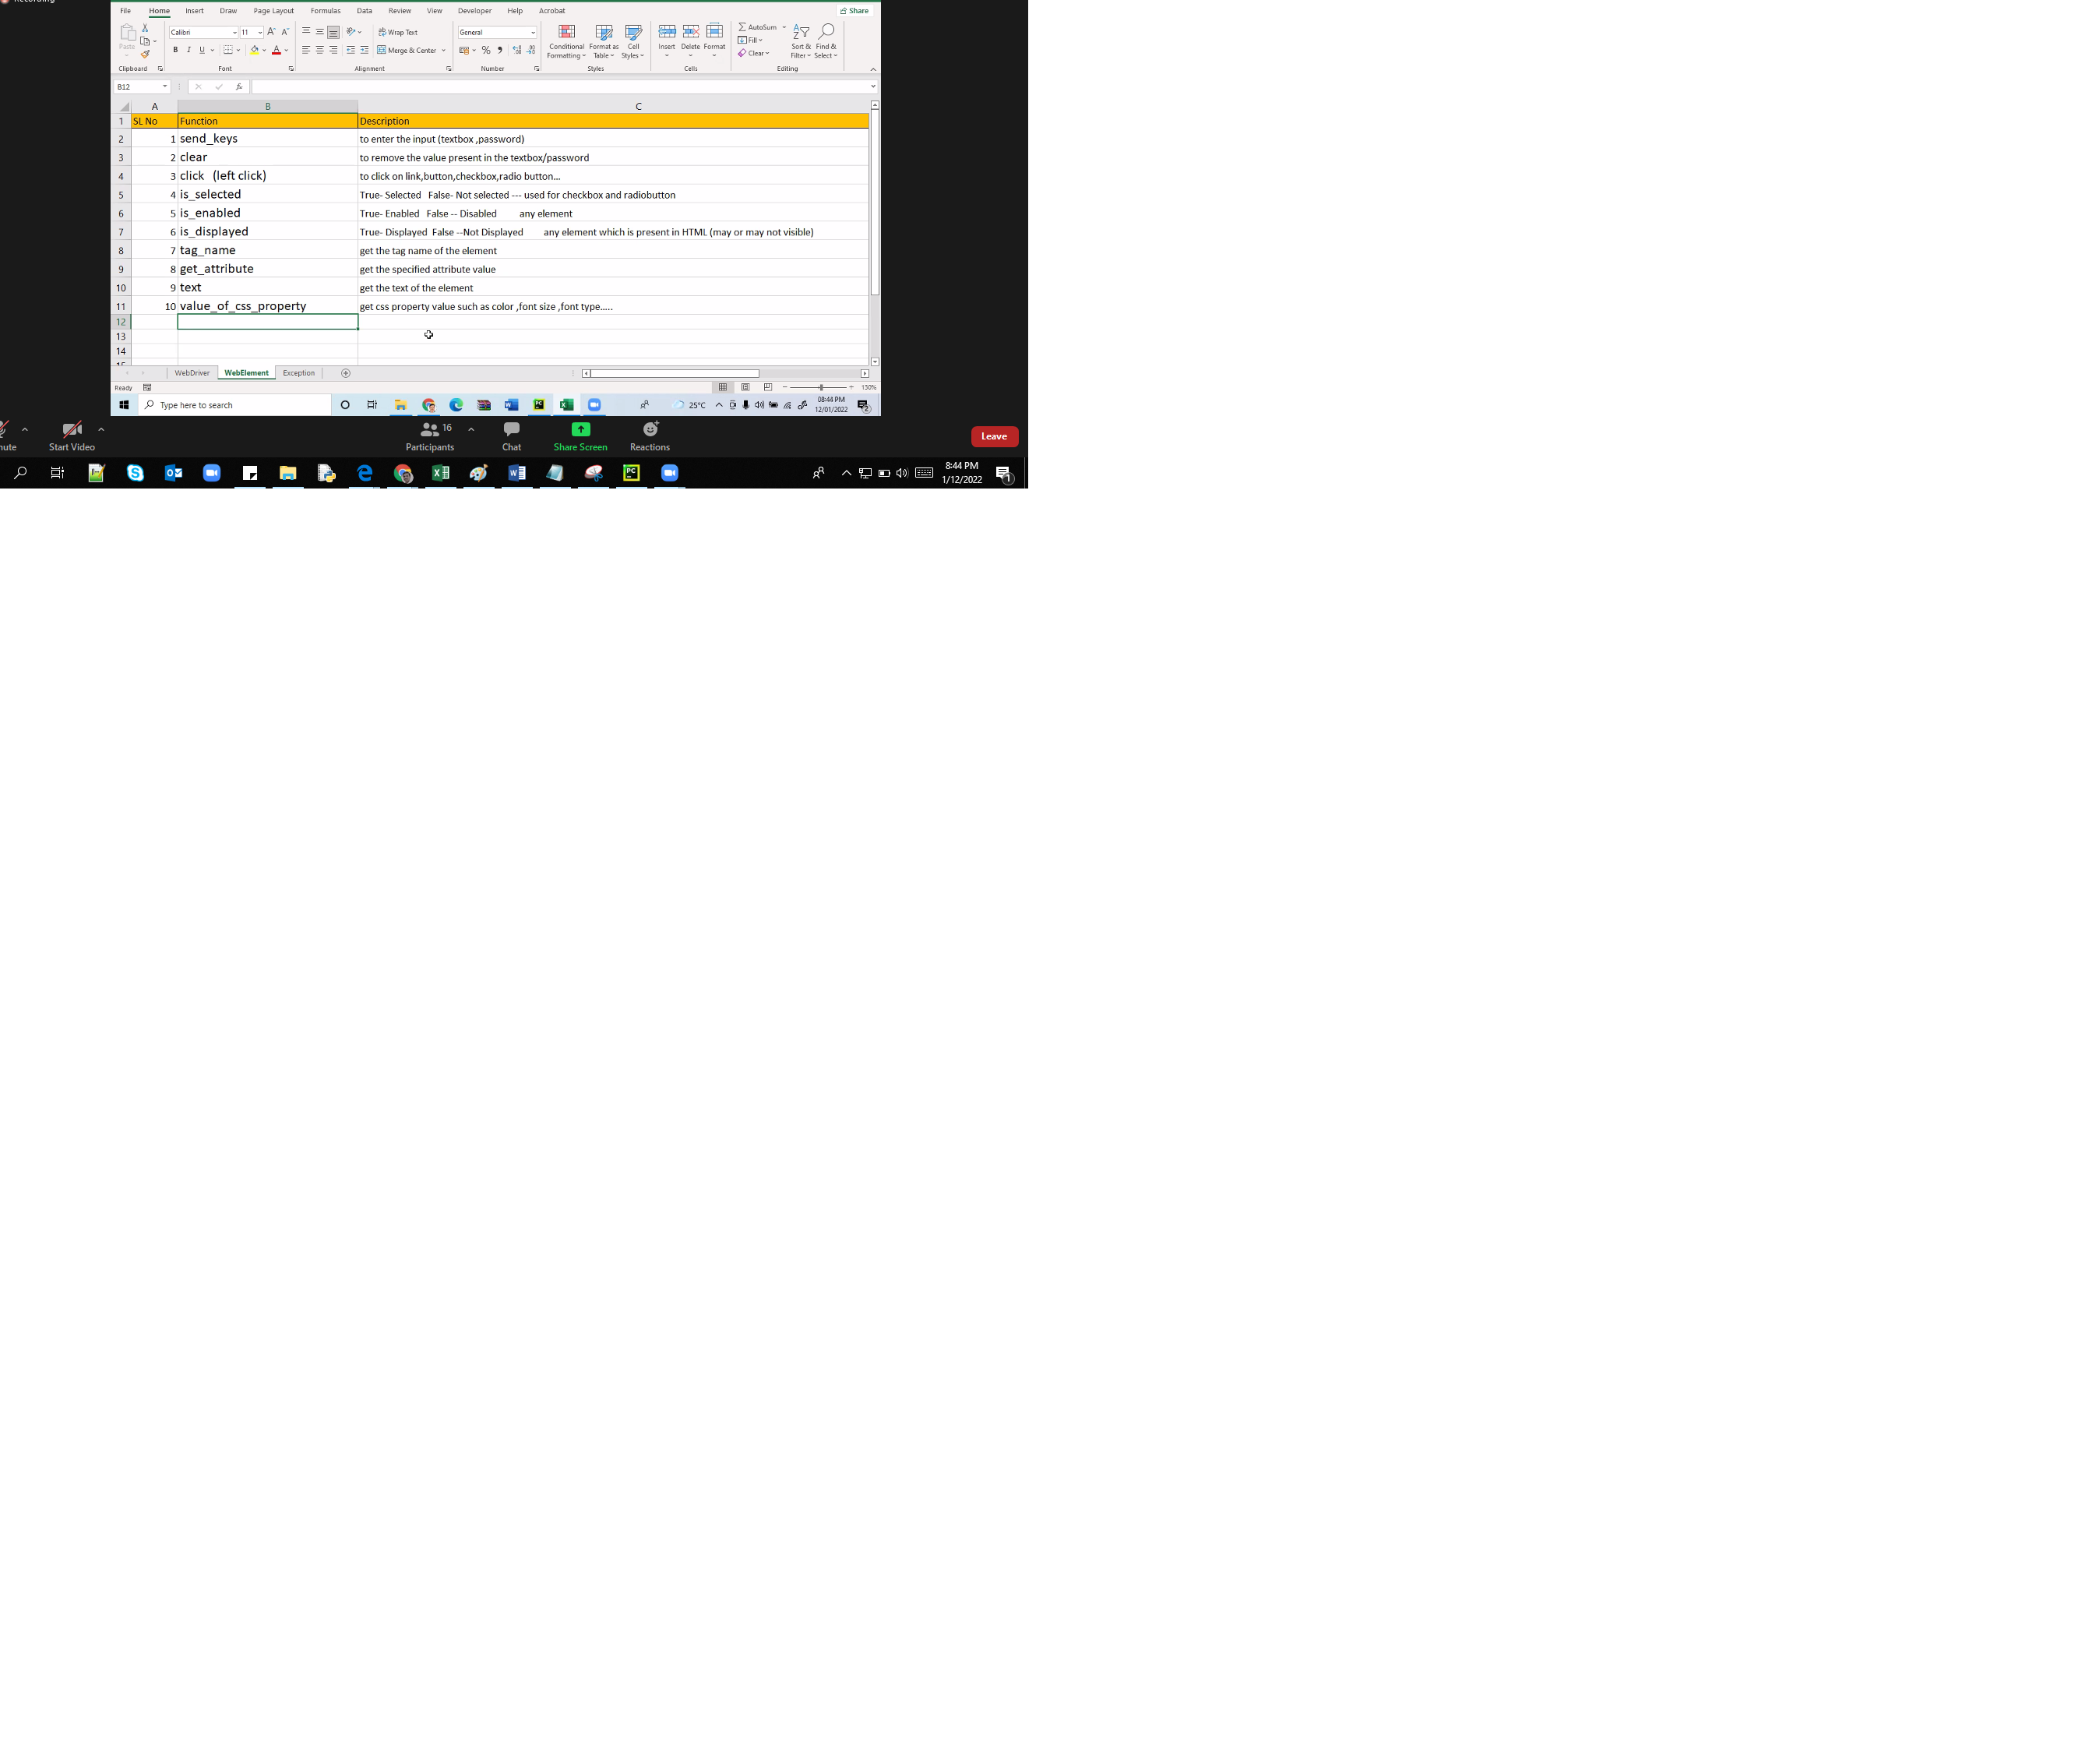 Recording
File Home Insert Draw Page Layout Formulas Data Review View Developer Help Acrobat Share
Calibri 11 Wrap Text General AutoSum
Fill
Paste B I U Merge & Center Conditional Formatting Format as Table Cell Styles Insert Delete Format Clear Sort & Filter Find & Select
Clipboard Font Alignment Number Styles Cells Editing
B12 fx
A B C
1 SL No Function Description
2 1 send_keys to enter the input (textbox ,password)
3 2 clear to remove the value present in the textbox/password
4 3 click (left click) to click on link,button,checkbox,radio button...
5 4 is_selected True- Selected False- Not selected --- used for checkbox and radiobutton
6 5 is_enabled True- Enabled False -- Disabled any element
7 6 is_displayed True- Displayed False --Not Displayed any element which is present in HTML (may or may not visible)
8 7 tag_name get the tag name of the element
9 8 get_attribute get the specified attribute value
10 9 text get the text of the element
11 10 value_of_css_property get css property value such as color ,font size ,font type.....
12
13
14
15
WebDriver WebElement Exception
Ready 130%
Type here to search 25°C 08:44 PM
12/01/2022 2
16
Start Video Participants Chat Share Screen Reactions Leave
8:44 PM
1/12/2022 1